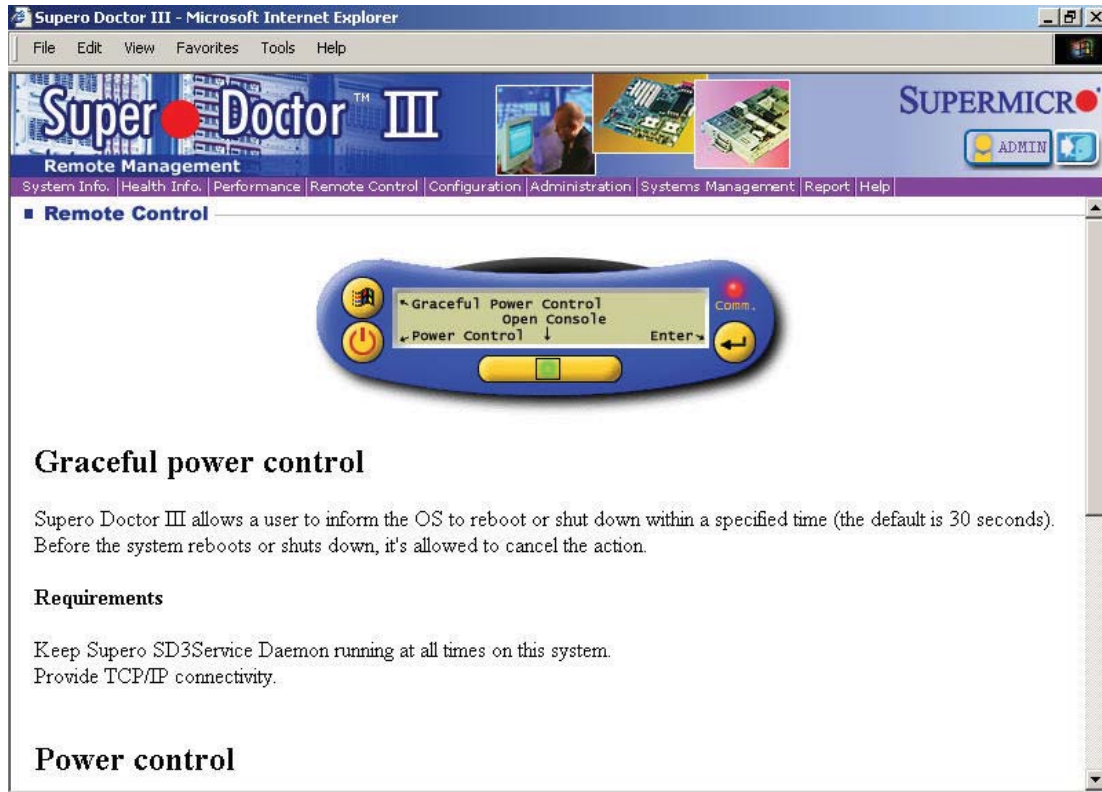 Supero Doctor III - Microsoft Internet Explorer
File Edit View Favorites Tools Help
Super Doctor™ III
SUPERMICR
Remote Management
ADMIN
System Info. Health Info. Performance Remote Control Configuration Administration Systems Management Report Help
Remote Control
Graceful Power Control
Open Console
Power Control ↓ Enter
Comm.
Graceful power control
Supero Doctor III allows a user to inform the OS to reboot or shut down within a specified time (the default is 30 seconds).
Before the system reboots or shuts down, it's allowed to cancel the action.
Requirements
Keep Supero SD3Service Daemon running at all times on this system.
Provide TCP/IP connectivity.
Power control